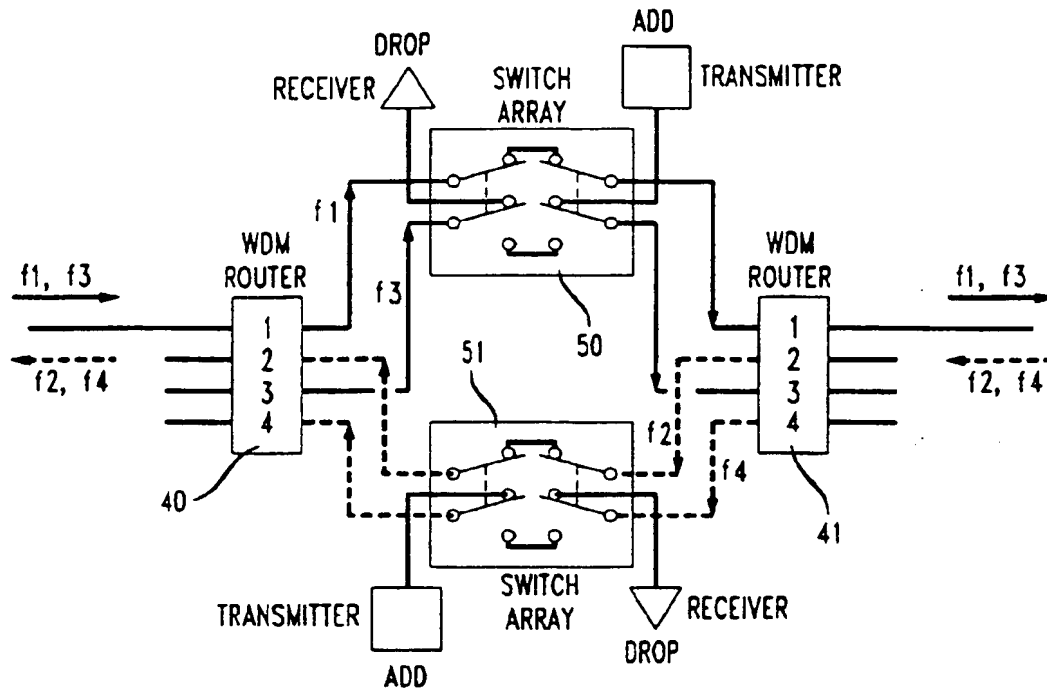 ADD
DROP
RECEIVER
SWITCH
ARRAY
TRANSMITTER
f1
f3
WDM
ROUTER
WDM
ROUTER
f1, f3
f1, f3
50
1
2
3
4
1
2
3
4
f2, f4
f2, f4
51
f2
f4
40
41
TRANSMITTER
SWITCH
ARRAY
RECEIVER
DROP
ADD